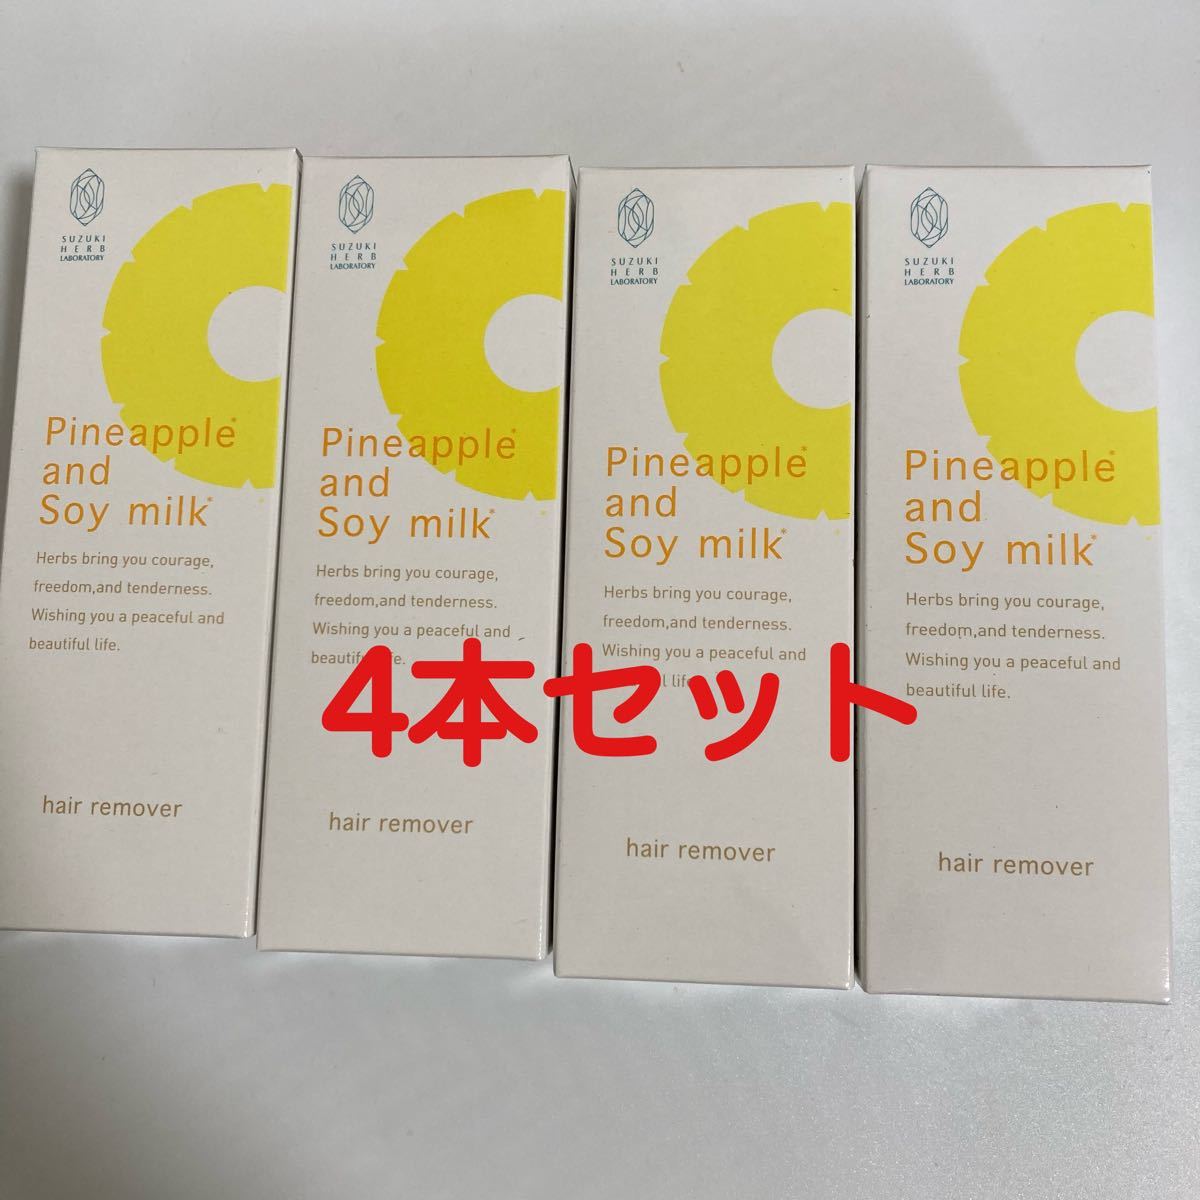 SUZUKI
HERB
LABORATORY
Pineapple*
and
Soy milk*
Herbs bring you courage,
freedom,and tenderness.
Wishing you a peaceful and
beautiful life.
hair remover
SUZUKI
HERB
LABORATORY
Pineapple*
and
Soy milk*
Herbs bring you courage,
freedom,and tenderness.
Wishing you a peaceful and
beautiful life.
hair remover
SUZUKI
HERB
LABORATORY
Pineapple*
and
Soy milk*
Herbs bring you courage,
freedom,and tenderness.
Wishing you a peaceful and
life.
hair remover
SUZUKI
HERB
LABORATORY
Pineapple*
and
Soy milk*
Herbs bring you courage,
freedom,and tenderness.
Wishing you a peaceful and
beautiful life.
hair remover
4本セット